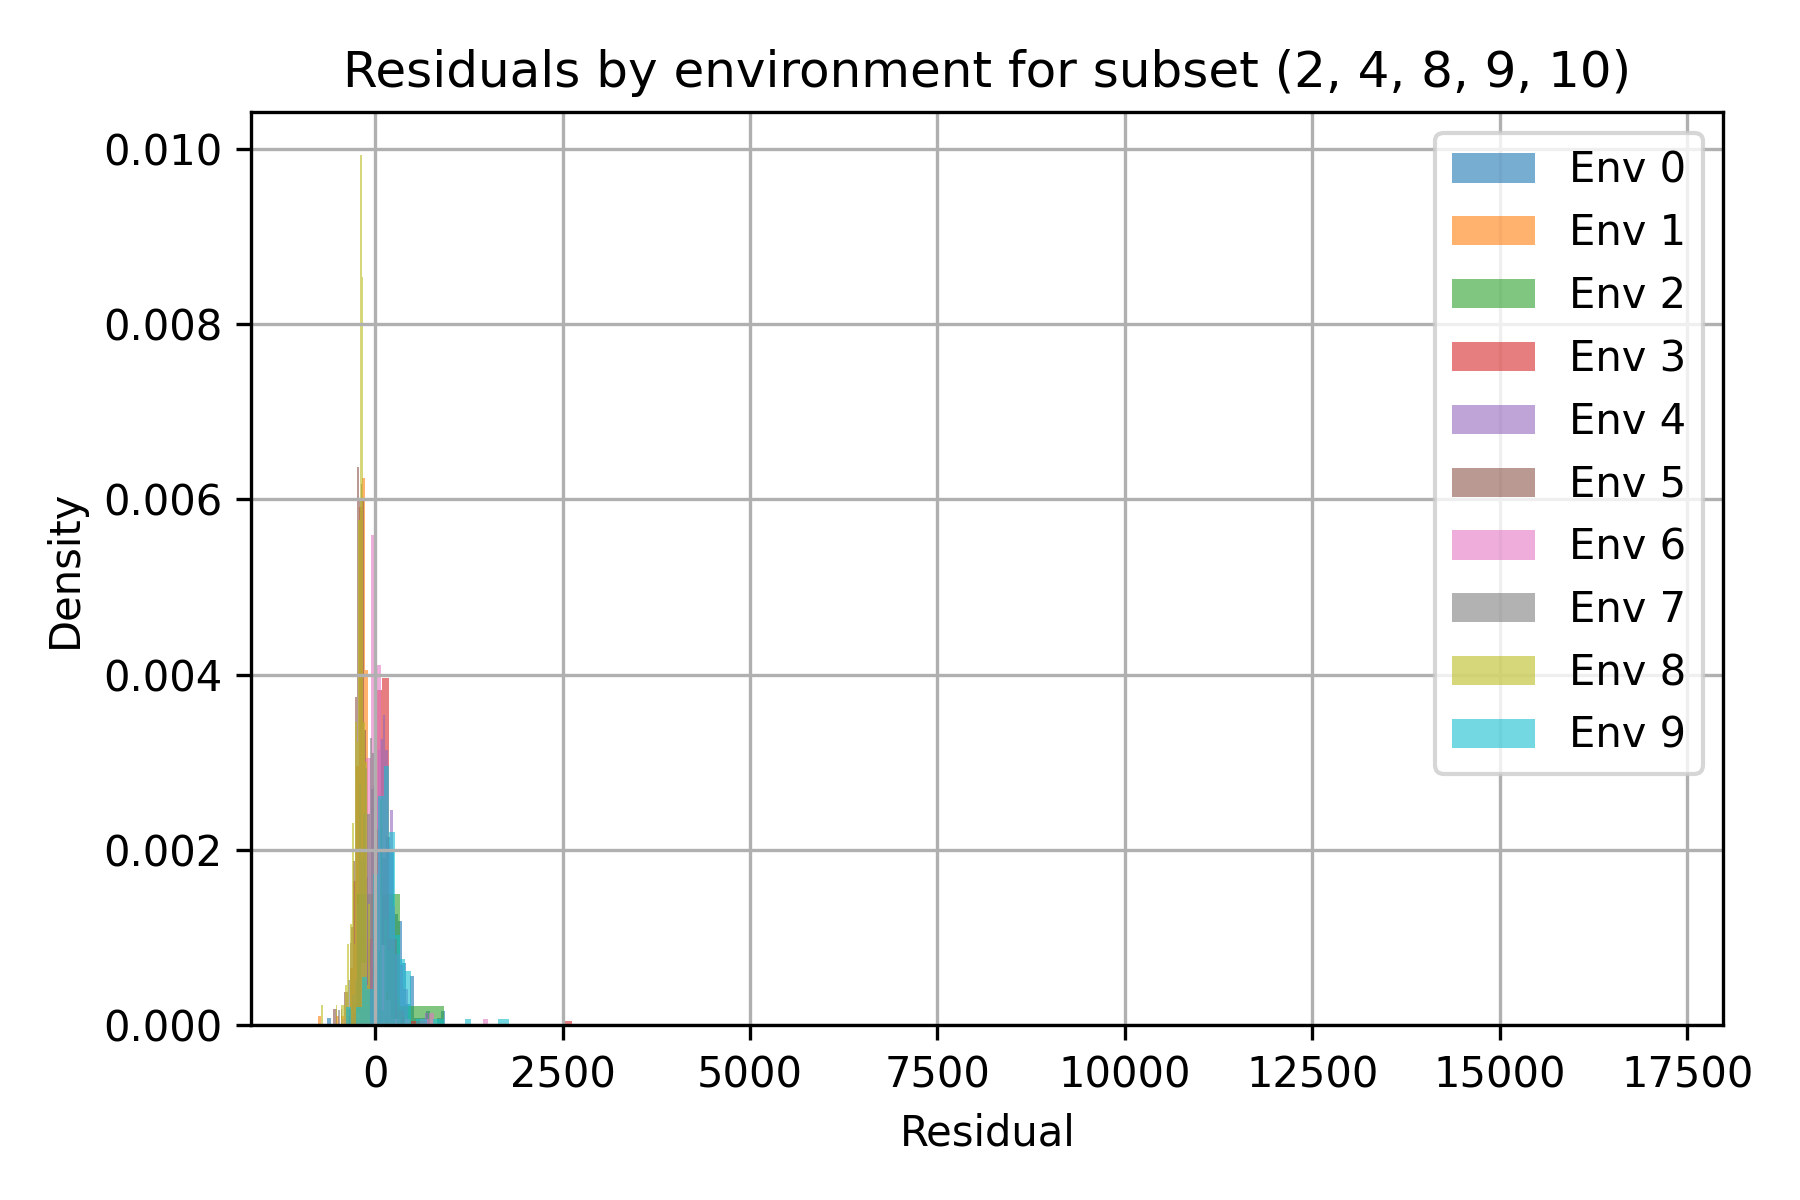 Residuals by environment for subset (2, 4, 8, 9, 10)
0.010
0.008
0.006
0.004
0.002
0.000
Density
0
2500
5000
7500
10000
12500
15000
17500
Residual
Env 0
Env 1
Env 2
Env 3
Env 4
Env 5
Env 6
Env 7
Env 8
Env 9